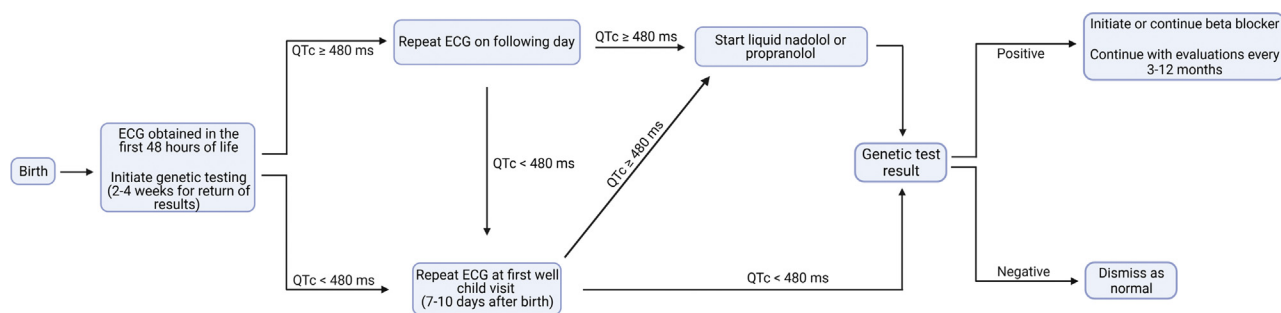 Birth
ECG obtained in the
first 48 hours of life
Initiate genetic testing
(2-4 weeks for return of
results)
QTc ≥ 480 ms
Repeat ECG on following day
QTc ≥ 480 ms
Start liquid nadolol or
propranolol
QTc < 480 ms
QTc ≥ 480 ms
QTc < 480 ms
Repeat ECG at first well
child visit
(7-10 days after birth)
QTc < 480 ms
Genetic test
result
Positive
Initiate or continue beta blocker
Continue with evaluations every
3-12 months
Negative
Dismiss as
normal